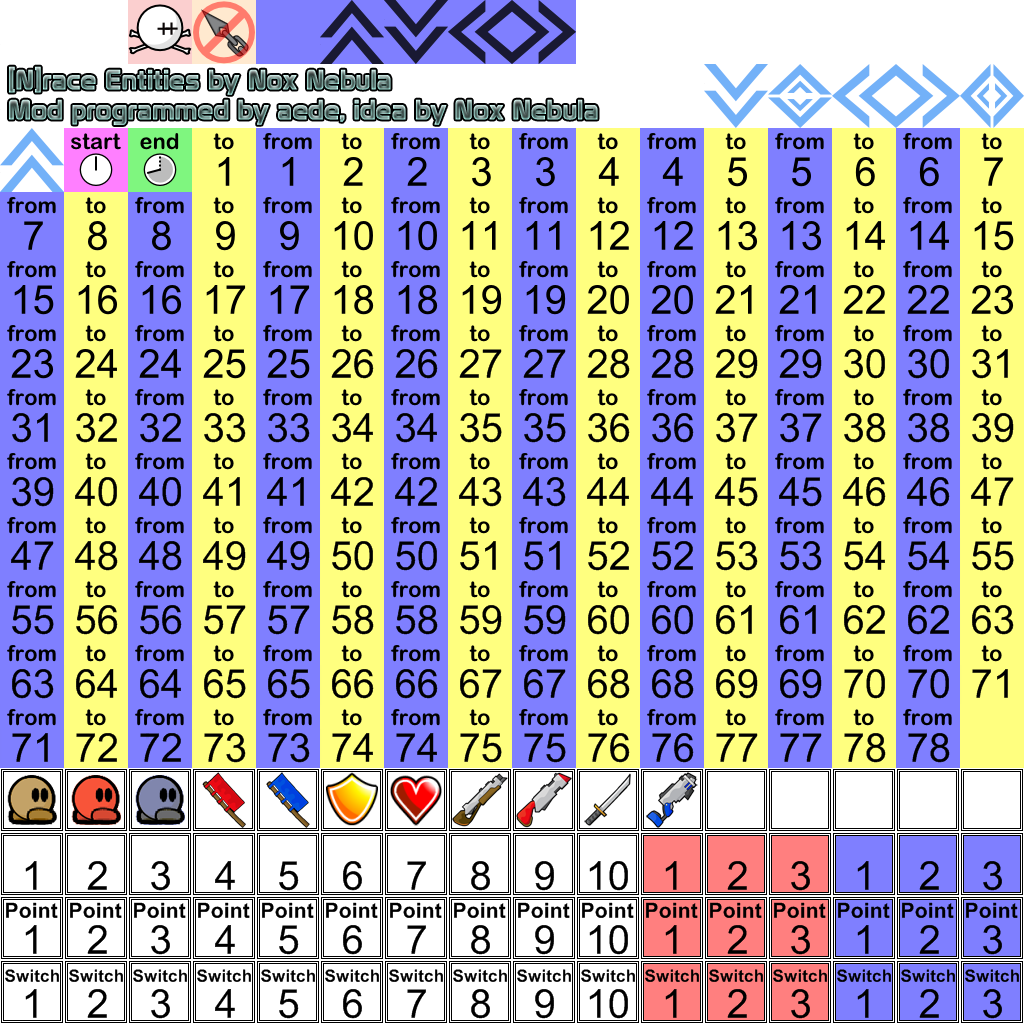 [N]race Entities by Nox Nebula
Mod programmed by aede, idea by Nox Nebula
start end to from to from to from to from to from to from to
1 1 2 2 3 3 4 4 5 5 6 6 7
from to from to from to from to from to from to from to from to
7 8 8 9 9 10 10 11 11 12 12 13 13 14 14 15
from to from to from to from to from to from to from to from to
15 16 16 17 17 18 18 19 19 20 20 21 21 22 22 23
from to from to from to from to from to from to from to from to
23 24 24 25 25 26 26 27 27 28 28 29 29 30 30 31
from to from to from to from to from to from to from to from to
31 32 32 33 33 34 34 35 35 36 36 37 37 38 38 39
from to from to from to from to from to from to from to from to
39 40 40 41 41 42 42 43 43 44 44 45 45 46 46 47
from to from to from to from to from to from to from to from to
47 48 48 49 49 50 50 51 51 52 52 53 53 54 54 55
from to from to from to from to from to from to from to from to
55 56 56 57 57 58 58 59 59 60 60 61 61 62 62 63
from to from to from to from to from to from to from to from to
63 64 64 65 65 66 66 67 67 68 68 69 69 70 70 71
from to from to from to from to from to from to from to from
71 72 72 73 73 74 74 75 75 76 76 77 77 78 78
1 2 3 4 5 6 7 8 9 10 1 2 3 1 2 3
Point Point Point Point Point Point Point Point Point Point Point Point Point Point Point Point
1 2 3 4 5 6 7 8 9 10 1 2 3 1 2 3
Switch Switch Switch Switch Switch Switch Switch Switch Switch Switch Switch Switch Switch Switch Switch Switch
1 2 3 4 5 6 7 8 9 10 1 2 3 1 2 3